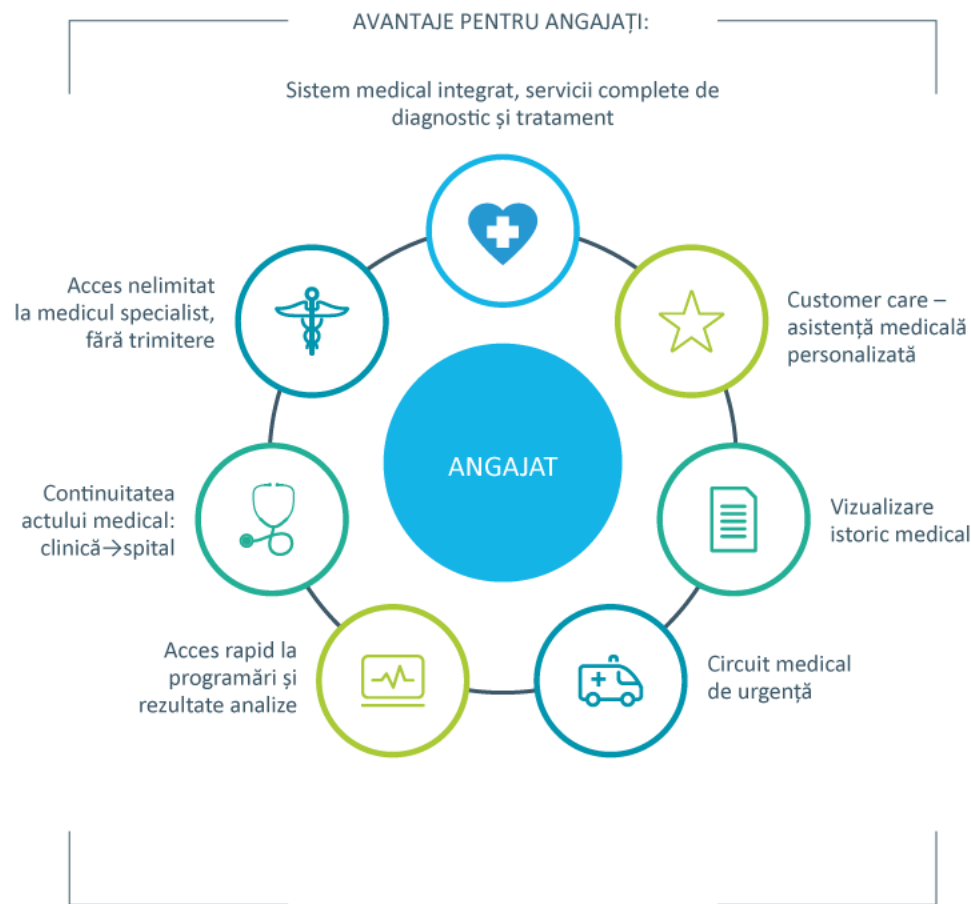 AVANTAJE PENTRU ANGAJAȚI:
Sistem medical integrat, servicii complete de
diagnostic și tratament
Acces nelimitat
la medicul specialist,
fără trimitere
Customer care –
asistență medicală
personalizată
ANGAJAT
Continuitatea
actului medical:
clinică→spital
Vizualizare
istoric medical
Acces rapid la
programări și
rezultate analize
Circuit medical
de urgență